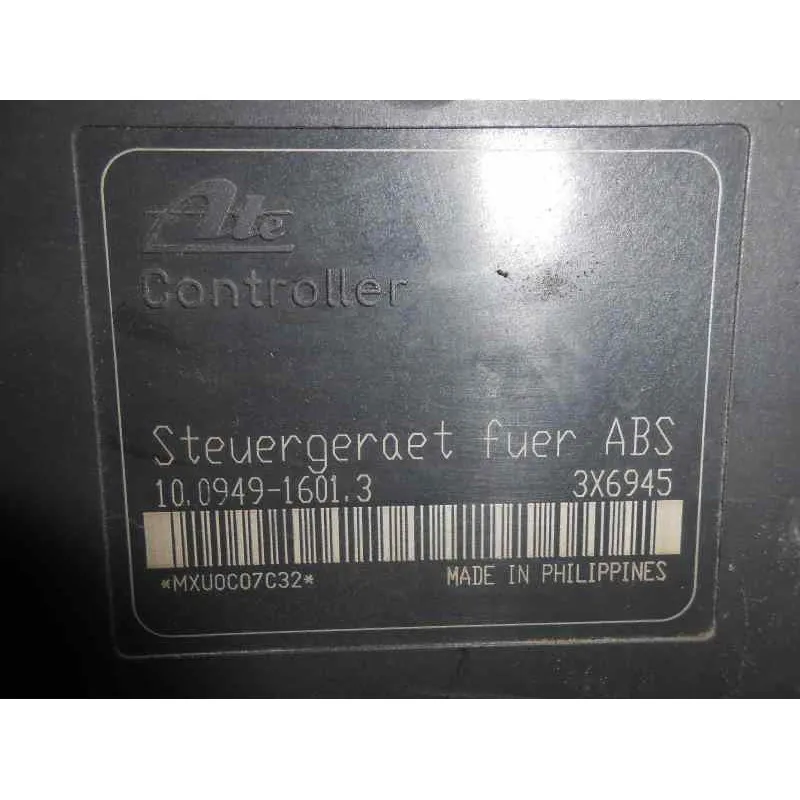 Ate
Controller
Steuergeraet fuer ABS
10.0949-1601.3 3X6945
*MXU0C07C32* MADE IN PHILIPPINES